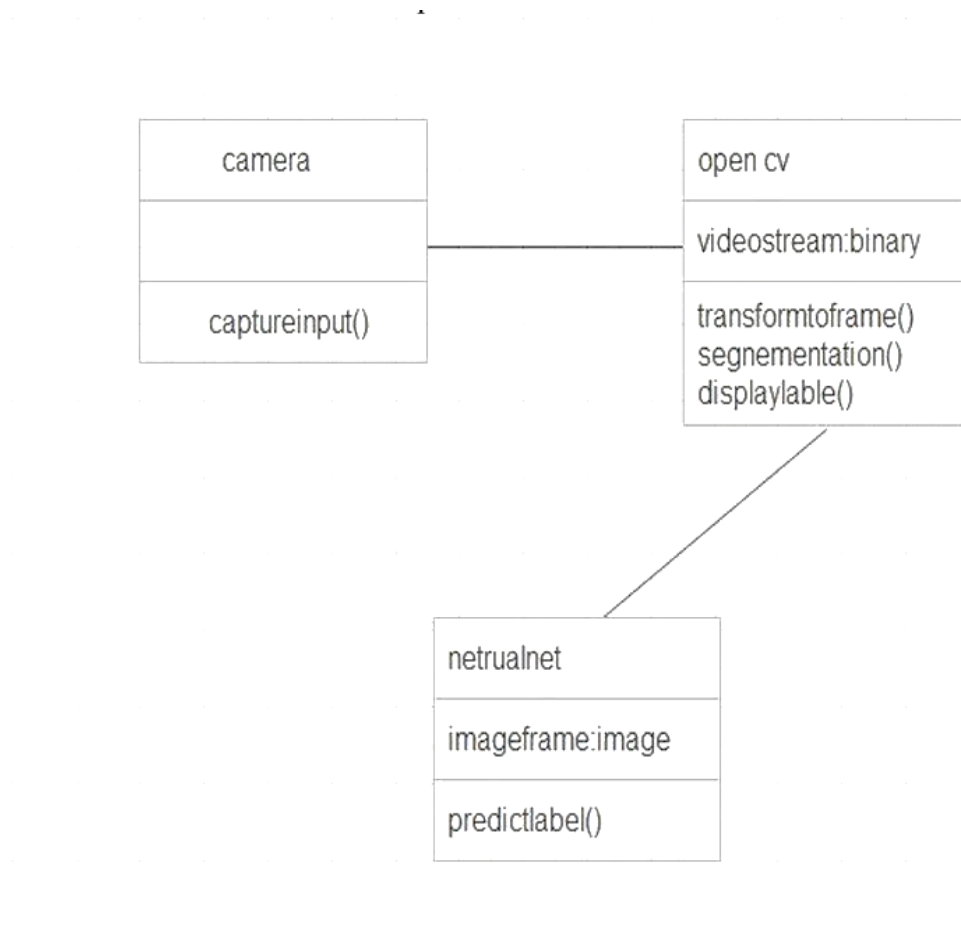 camera
captureinput()
open cv
videostream:binary
transformtoframe()
segnementation()
displaylable()
netrualnet
imageframe:image
predictlabel()